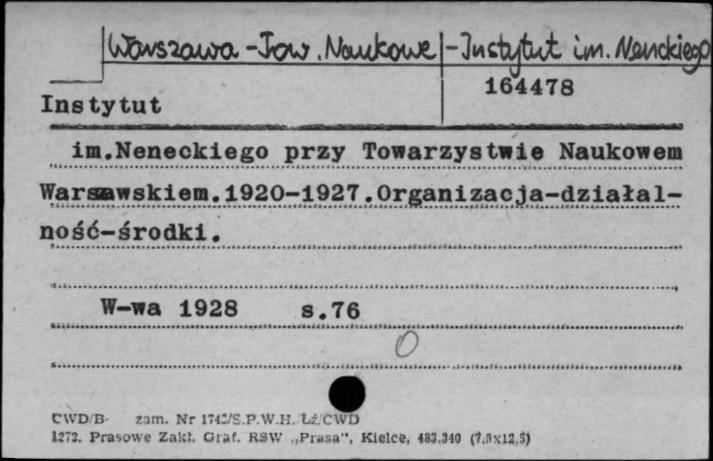 Warszawa - Tow. Naukowe - Instytut im. Nenckiego
164478
Instytut
im.Neneckiego przy Towarzystwie Naukowem
Warszawskiem.1920-1927.Organizacja-działal-
ność-środki.
W-wa 1928 s.76
0
CWD/B- zam. Nr /S.P.W.H. Łź/CWD
1272. Prasowe Zakł. Graf. RSW „Prasa", Kielce, 483.340 (7,5x12,5)